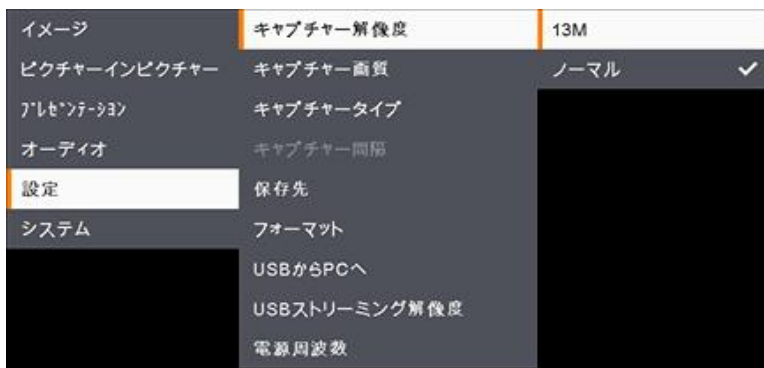 イメージ
ピクチャーインピクチャー
ﾌﾟﾚｾﾞﾝﾃｰｼｮﾝ
オーディオ
設定
システム
キャプチャー解像度
キャプチャー画質
キャプチャータイプ
キャプチャー間隔
保存先
フォーマット
USBからPCへ
USBストリーミング解像度
電源周波数
13M
ノーマル